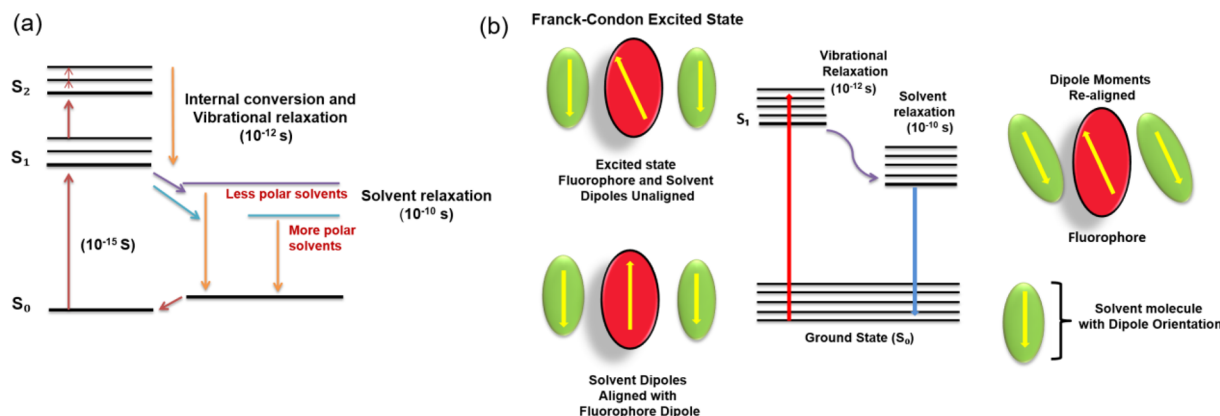 (a)
S₂
S₁
S₀
Internal conversion and
Vibrational relaxation
(10⁻¹² s)
Less polar solvents
Solvent relaxation
(10⁻¹⁰ s)
More polar
solvents
(10⁻¹⁵ S)
(b)
Franck-Condon Excited State
Excited state
Fluorophore and Solvent
Dipoles Unaligned
Solvent Dipoles
Aligned with
Fluorophore Dipole
Vibrational
Relaxation
(10⁻¹² s)
S₁
Solvent
relaxation
(10⁻¹⁰ s)
Ground State (S₀)
Dipole Moments
Re-aligned
Fluorophore
Solvent molecule
with Dipole Orientation